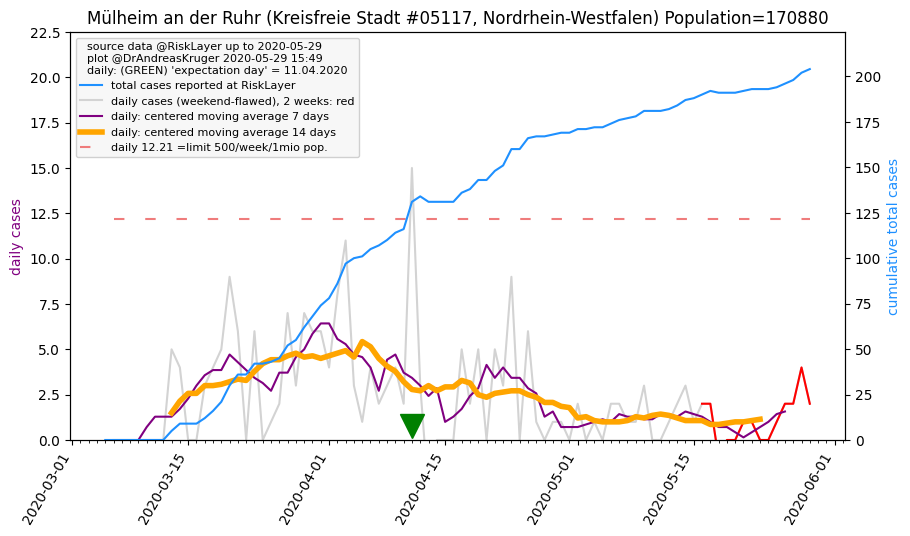 Mülheim an der Ruhr (Kreisfreie Stadt #05117, Nordrhein-Westfalen) Population=170880
source data @RiskLayer up to 2020-05-29
plot @DrAndreasKruger 2020-05-29 15:49
daily: (GREEN) 'expectation day' = 11.04.2020
total cases reported at RiskLayer
daily cases (weekend-flawed), 2 weeks: red
daily: centered moving average 7 days
daily: centered moving average 14 days
daily 12.21 =limit 500/week/1mio pop.
daily cases
22.5
20.0
17.5
15.0
12.5
10.0
7.5
5.0
2.5
0.0
cumulative total cases
200
175
150
125
100
75
50
25
0
2020-03-01
2020-03-15
2020-04-01
2020-04-15
2020-05-01
2020-05-15
2020-06-01